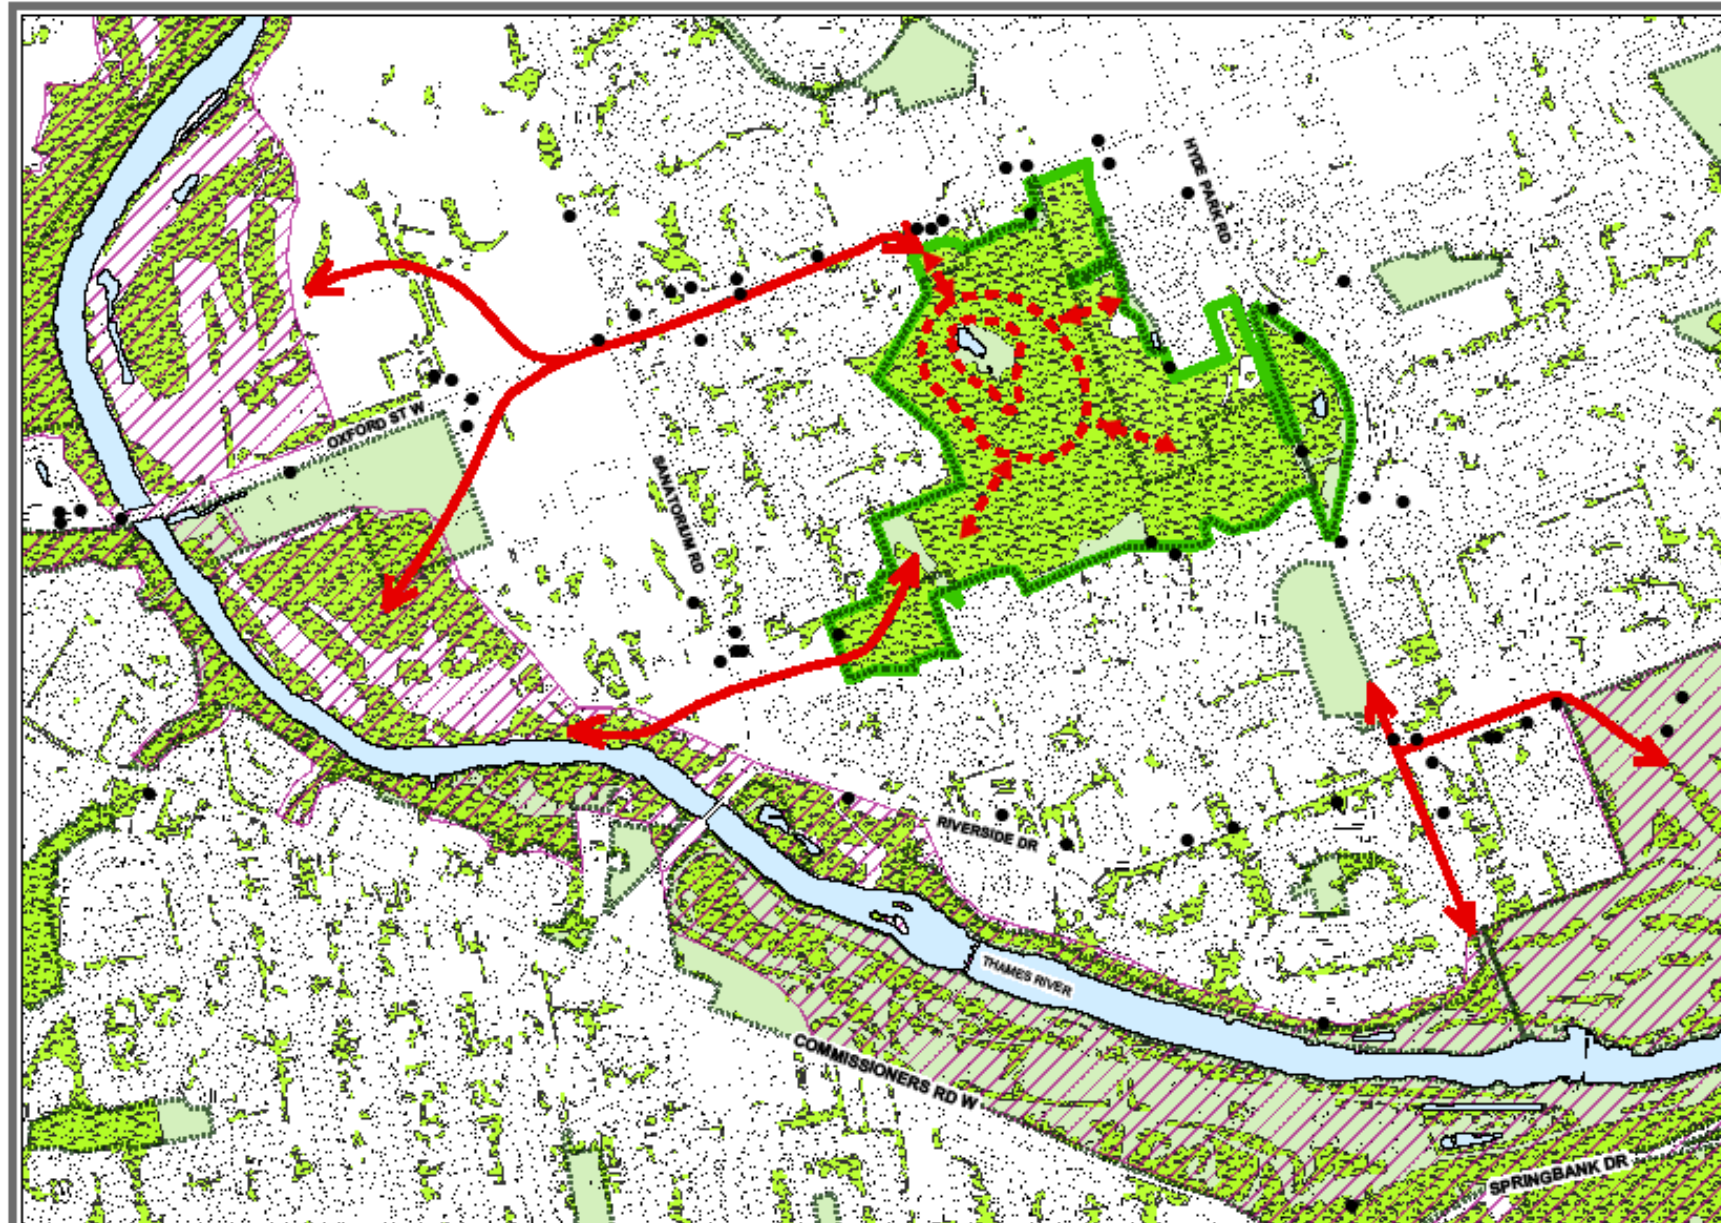 HYDE PARK RD
OXFORD ST W
SANATORIUM RD
RIVERSIDE DR
THAMES RIVER
COMMISSIONERS RD W
SPRINGBANK DR